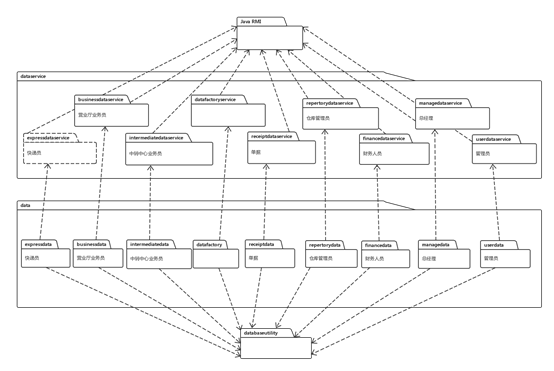 Java RMI
dataservice
businessdataservice
营业厅业务员
datafactoryservice
repertorydataservice
仓库管理员
managedataservice
总经理
expressdataservice
快递员
intermediatedataservice
中转中心业务员
receiptdataservice
单据
financedataservice
财务人员
userdataservice
管理员
data
expressdata
快递员
businessdata
营业厅业务员
intermediatedata
中转中心业务员
datafactory
receiptdata
单据
repertorydata
仓库管理员
financedata
财务人员
managedata
总经理
userdata
管理员
databaseutility